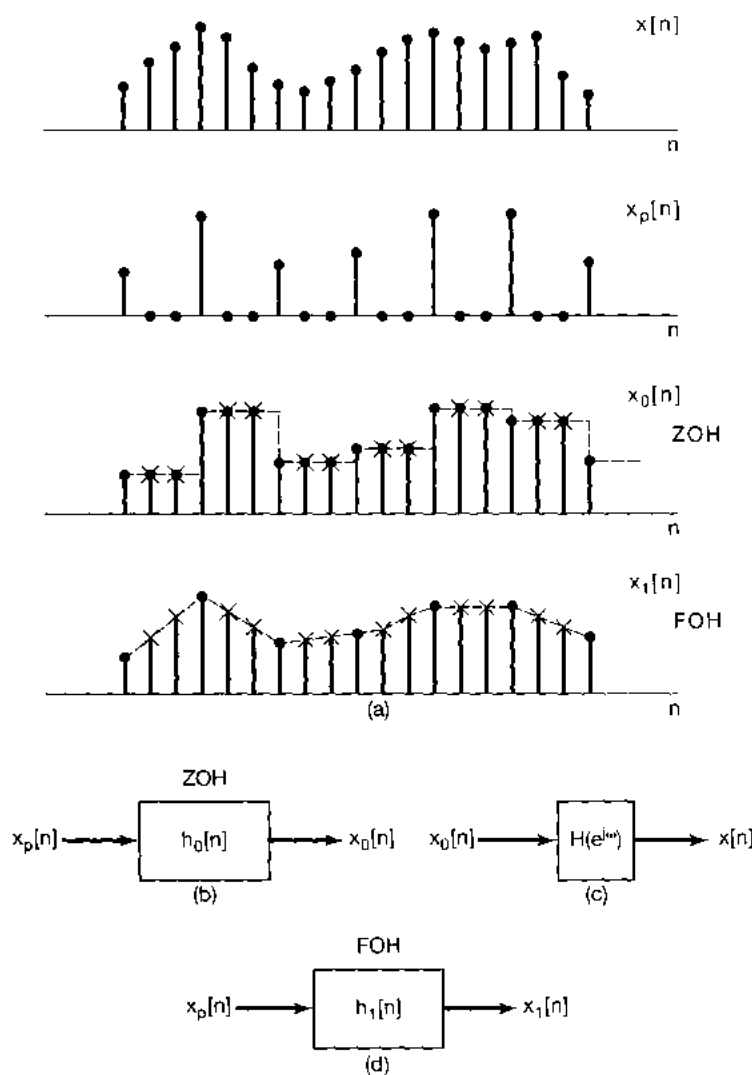 x[n]
n
xₚ[n]
n
x₀[n]
ZOH
n
x₁[n]
FOH
n
(a)
ZOH
xₚ[n] h₀[n] x₀[n]
(b)
x₀[n] H(e^jω) x[n]
(c)
FOH
xₚ[n] h₁[n] x₁[n]
(d)